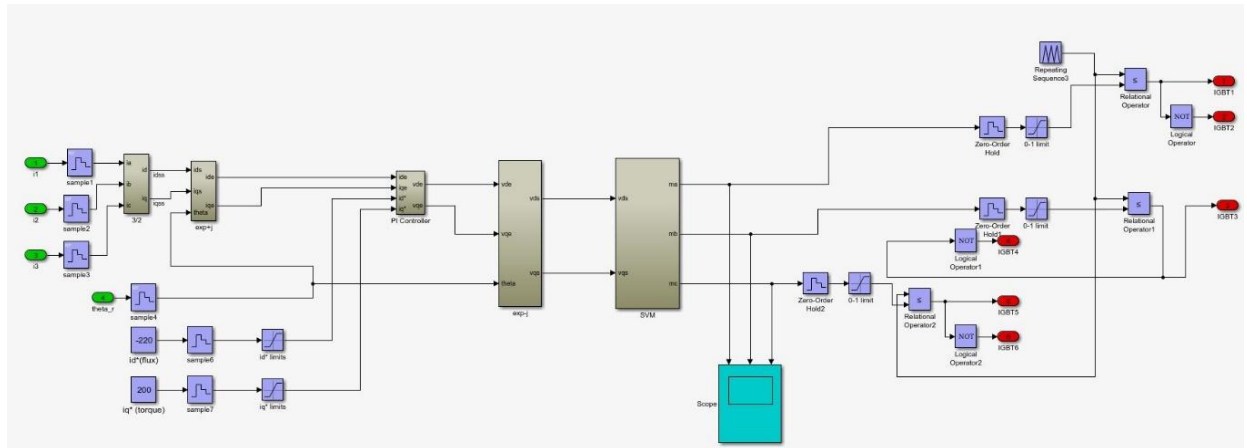 Repeating
Sequence3
≤
Relational
Operator
IGBT1
NOT
Logical
Operator
IGBT2
Zero-Order
Hold
0-1 limit
1
i1
sample1
2
i2
sample2
3
i3
sample3
ia
ib
ic
id
iq
3/2
idss
iqss
ids
iqs
theta
ide
iqe
exp+j
ide
iqe
id*
iq*
vde
vqe
PI Controller
4
theta_r
sample4
-220
id*(flux)
sample6
id* limits
200
iq* (torque)
sample7
iq* limits
vde
vqe
theta
vds
vqs
exp-j
vds
vqs
ma
mb
mc
SVM
Scope
Zero-Order
Hold1
0-1 limit
≤
Relational
Operator1
IGBT3
NOT
Logical
Operator1
IGBT4
Zero-Order
Hold2
0-1 limit
≤
Relational
Operator2
IGBT5
NOT
Logical
Operator2
IGBT6